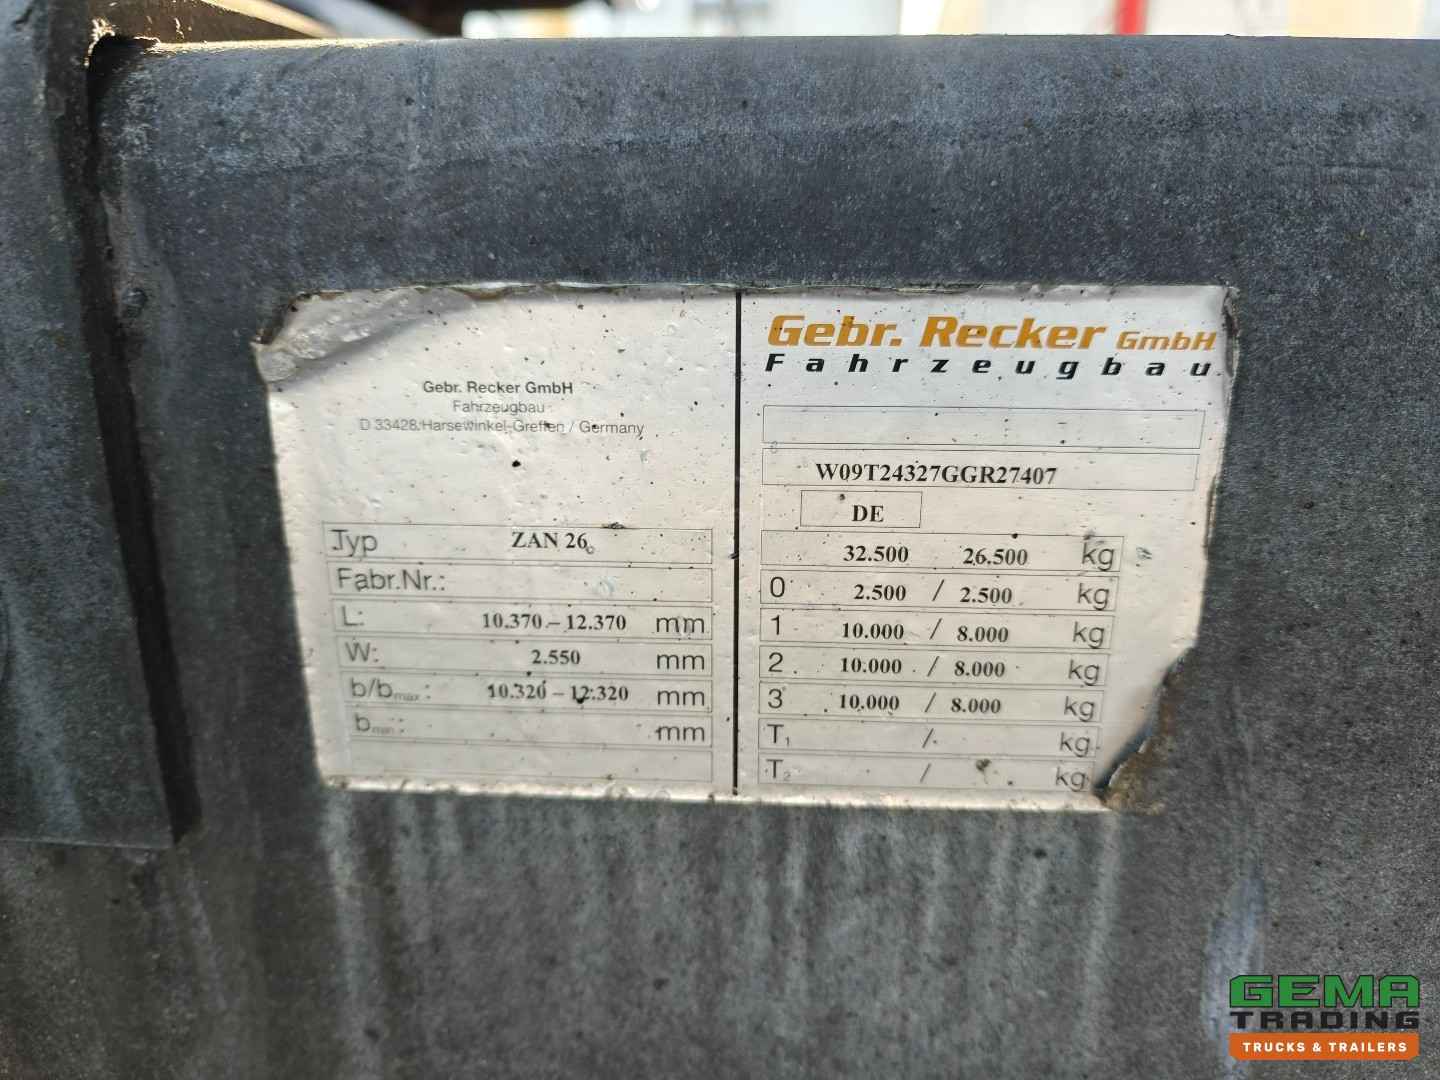 Gebr. Recker GmbH
Fahrzeugbau
D 33428 Harsewinkel-Greffen / Germany
Typ ZAN 26
Fabr.Nr.:
L: 10.370 – 12.370 mm
W: 2.550 mm
b/bmax: 10.320 – 12.320 mm
bmin: mm
Gebr. Recker GmbH
Fahrzeugbau
W09T24327GGR27407
DE
32.500 26.500 kg
0 2.500 / 2.500 kg
1 10.000 / 8.000 kg
2 10.000 / 8.000 kg
3 10.000 / 8.000 kg
T1 / kg
T2 / kg
GEMA
TRADING
TRUCKS & TRAILERS